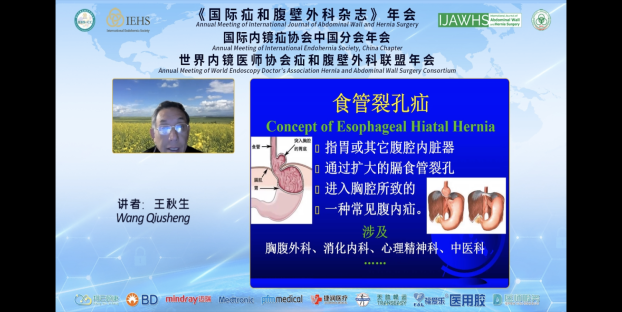 《国际疝和腹壁外科杂志》年会
Annual Meeting of International Journal of Abdominal Wall and Hernia Surgery
国际内镜疝协会中国分会年会
Annual Meeting of International Endohernia Society, China Chapter
世界内镜医师协会疝和腹壁外科联盟年会
Annual Meeting of World Endoscopy Doctor's Association Hernia and Abdominal Wall Surgery Consortium
IEHS
IJAWHS
讲者：王秋生
Wang Qiusheng
食管裂孔疝
Concept of Esophageal Hiatal Hernia
指胃或其它腹腔内脏器
通过扩大的膈食管裂孔
进入胸腔所致的
一种常见腹内疝。
食管
胃
涉及
胸腹外科、消化内科、心理精神科、中医科
……
BD
mindray迈瑞
Medtronic
pfmmedical
康润医疗
医用胶